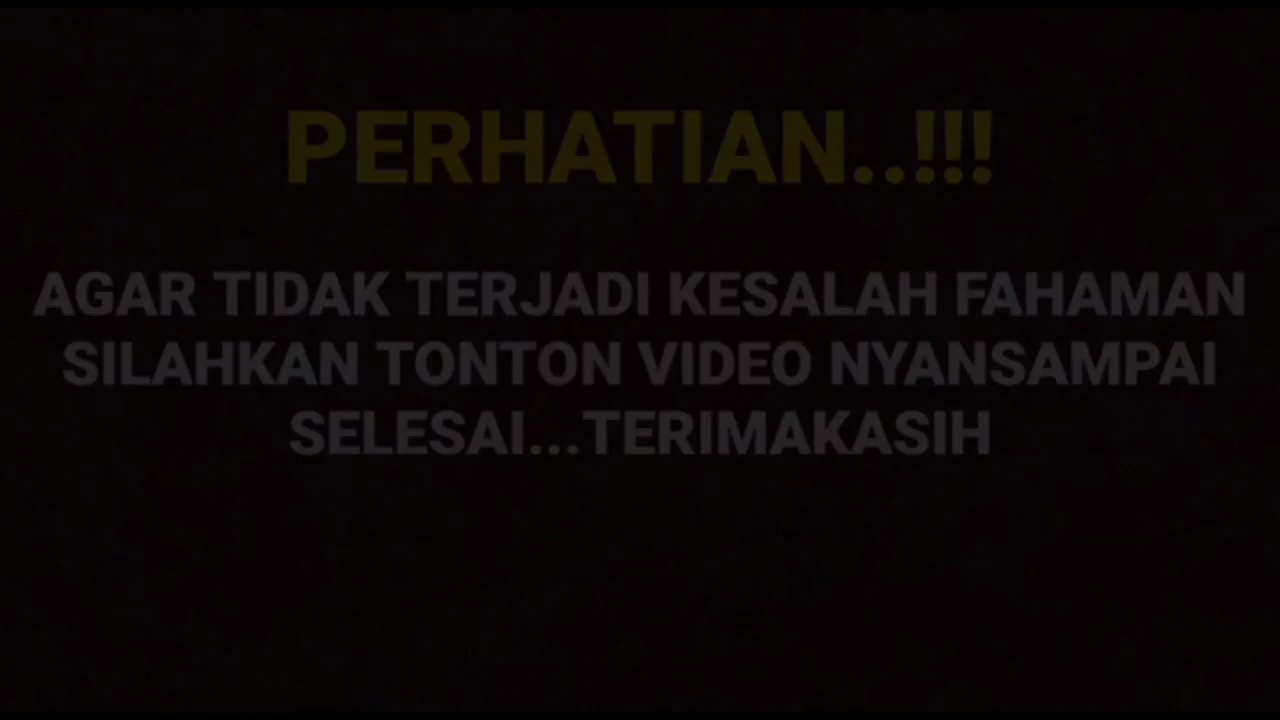 PERHATIAN..!!!
AGAR TIDAK TERJADI KESALAH FAHAMAN
SILAHKAN TONTON VIDEO NYANSAMPAI
SELESAI...TERIMAKASIH